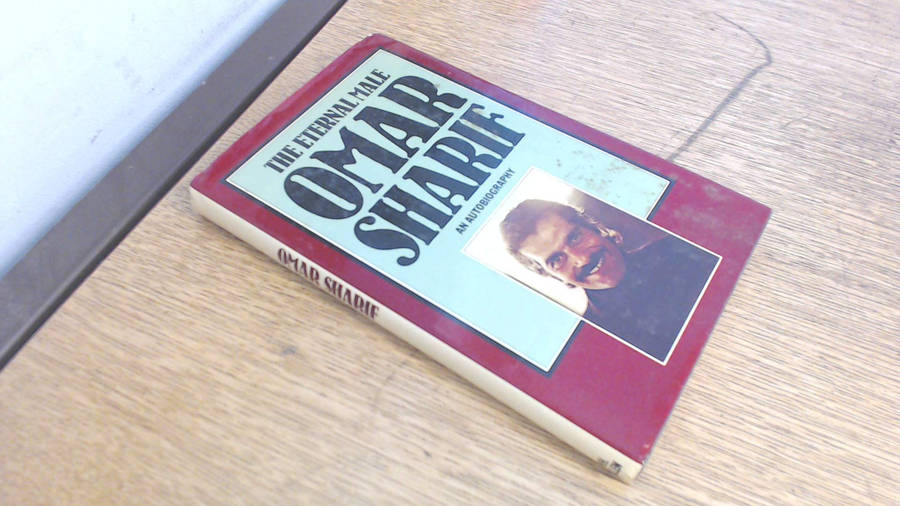 THE ETERNAL MALE
OMAR
SHARIF
AN AUTOBIOGRAPHY
OMAR SHARIF